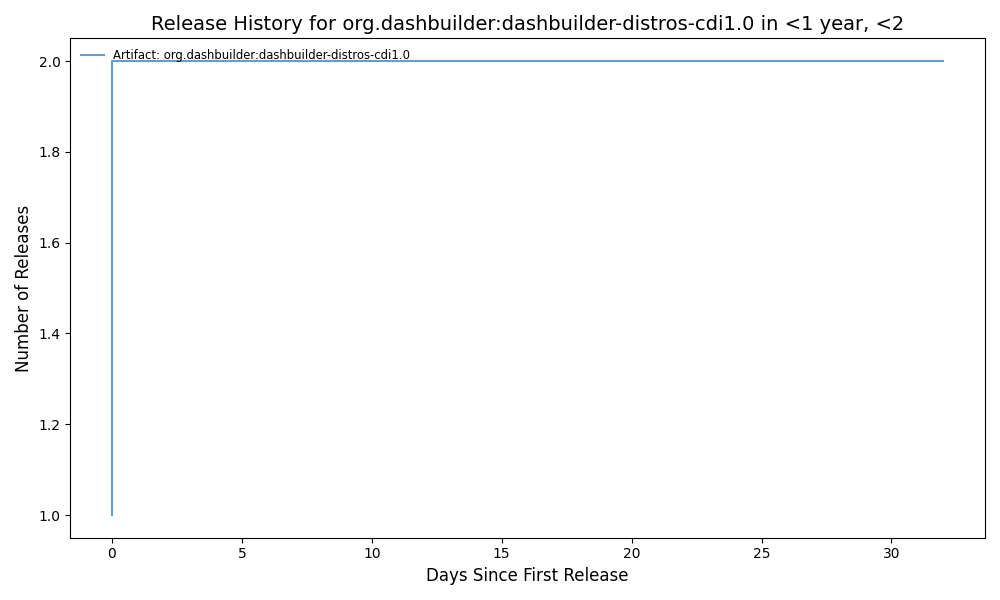 Release History for org.dashbuilder:dashbuilder-distros-cdi1.0 in <1 year, <2
Artifact: org.dashbuilder:dashbuilder-distros-cdi1.0
Number of Releases
2.0
1.8
1.6
1.4
1.2
1.0
0 5 10 15 20 25 30
Days Since First Release